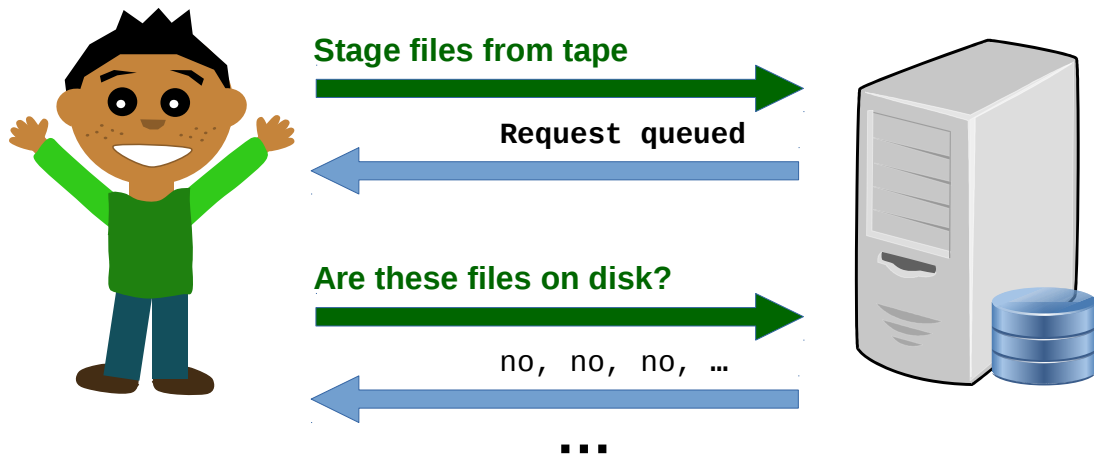 Stage files from tape
Request queued
Are these files on disk?
no, no, no, …
…